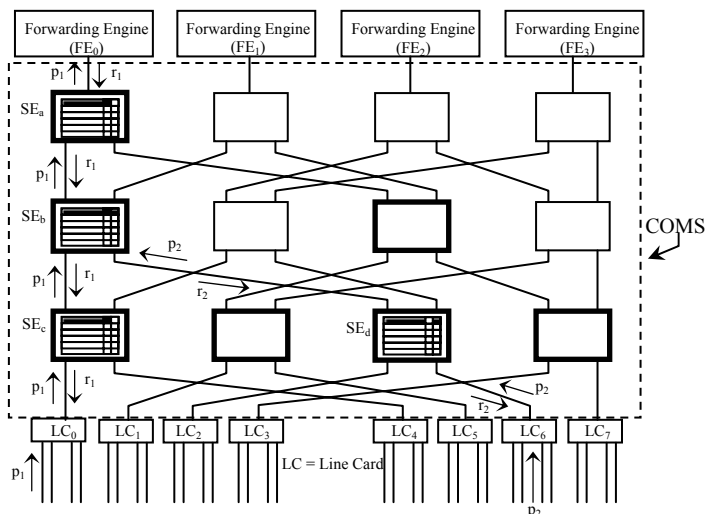 Forwarding Engine
(FE0)
Forwarding Engine
(FE1)
Forwarding Engine
(FE2)
Forwarding Engine
(FE3)
p1
r1
SEa
p1
r1
SEb
p2
COMS
p1
r1
r2
SEc
SEd
p1
r1
p2
r2
LC0
LC1
LC2
LC3
LC4
LC5
LC6
LC7
p1
LC = Line Card
p2